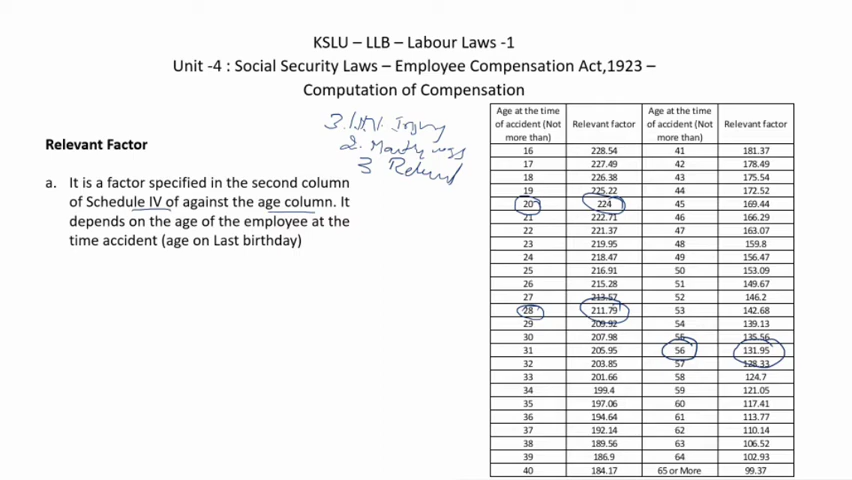 KSLU – LLB – Labour Laws -1
Unit -4 : Social Security Laws – Employee Compensation Act,1923 –
Computation of Compensation
Relevant Factor
a. It is a factor specified in the second column
of Schedule IV of against the age column. It
depends on the age of the employee at the
time accident (age on Last birthday)
Injury
2.
3
Age at the time of accident (Not more than) Relevant factor Age at the time of accident (Not more than) Relevant factor
16 228.54 41 181.37
17 227.49 42 178.49
18 226.38 43 175.54
19 225.22 44 172.52
20 224 45 169.44
21 222.71 46 166.29
22 221.37 47 163.07
23 219.95 48 159.8
24 218.47 49 156.47
25 216.91 50 153.09
26 215.28 51 149.67
27 213.57 52 146.2
28 211.79 53 142.68
29 209.92 54 139.13
30 207.98 55 135.56
31 205.95 56 131.95
32 203.85 57 128.33
33 201.66 58 124.7
34 199.4 59 121.05
35 197.06 60 117.41
36 194.64 61 113.77
37 192.14 62 110.14
38 189.56 63 106.52
39 186.9 64 102.93
40 184.17 65 or More 99.37